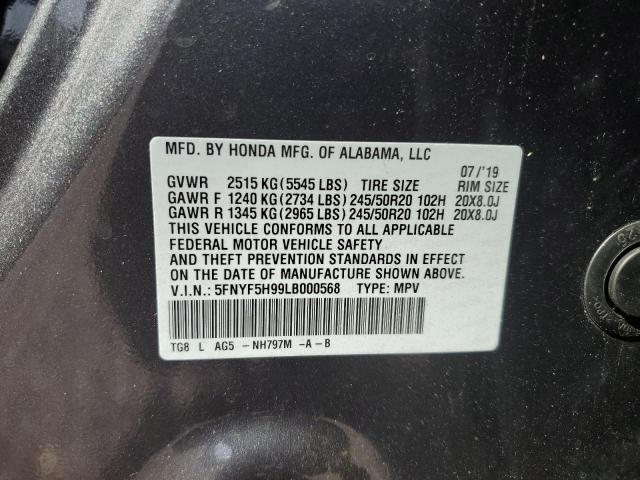 MFD. BY HONDA MFG. OF ALABAMA, LLC
07/'19
GVWR 2515 KG(5545 LBS) TIRE SIZE RIM SIZE
GAWR F 1240 KG(2734 LBS)245/50R20 102H 20X8.0J
GAWR R 1345 KG(2965 LBS)245/50R20 102H 20X8.0J
THIS VEHICLE CONFORMS TO ALL APPLICABLE
FEDERAL MOTOR VEHICLE SAFETY
AND THEFT PREVENTION STANDARDS IN EFFECT
ON THE DATE OF MANUFACTURE SHOWN ABOVE.
V.I.N.: 5FNYF5H99LB000568 TYPE: MPV
TG8 L AG5 -NH797M -A-B